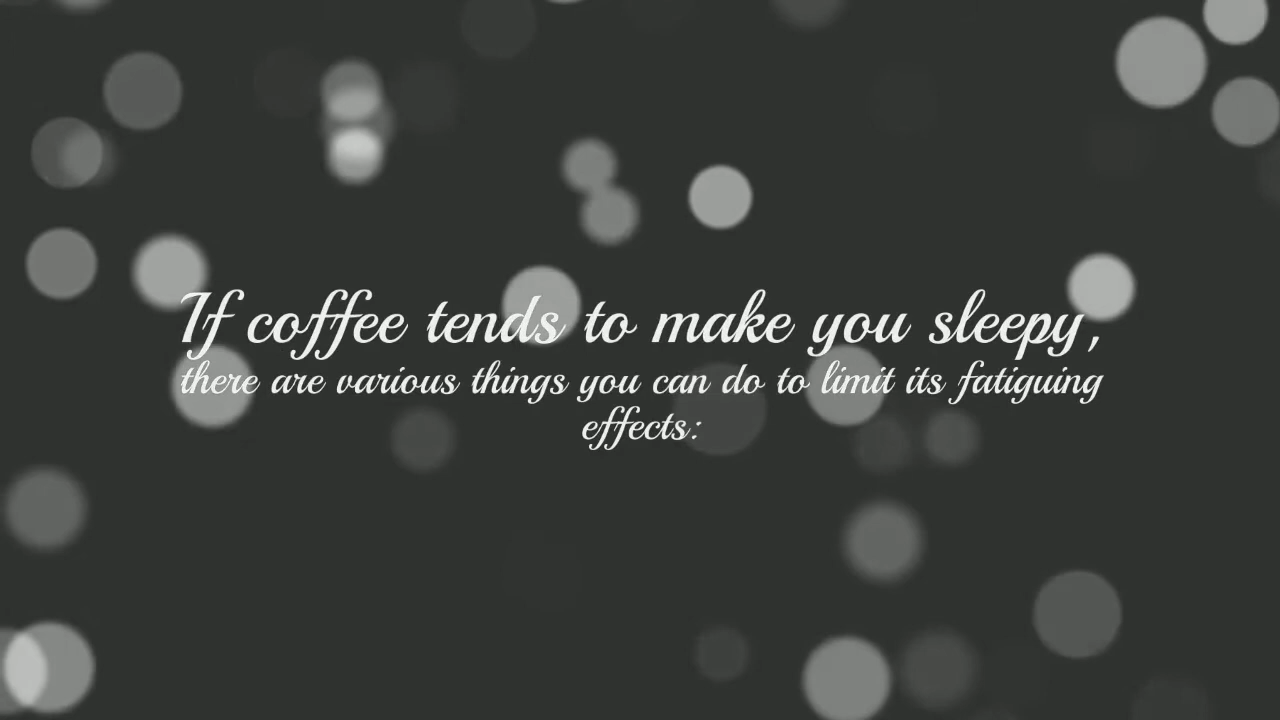 If coffee tends to make you sleepy,
there are various things you can do to limit its fatiguing
effects: